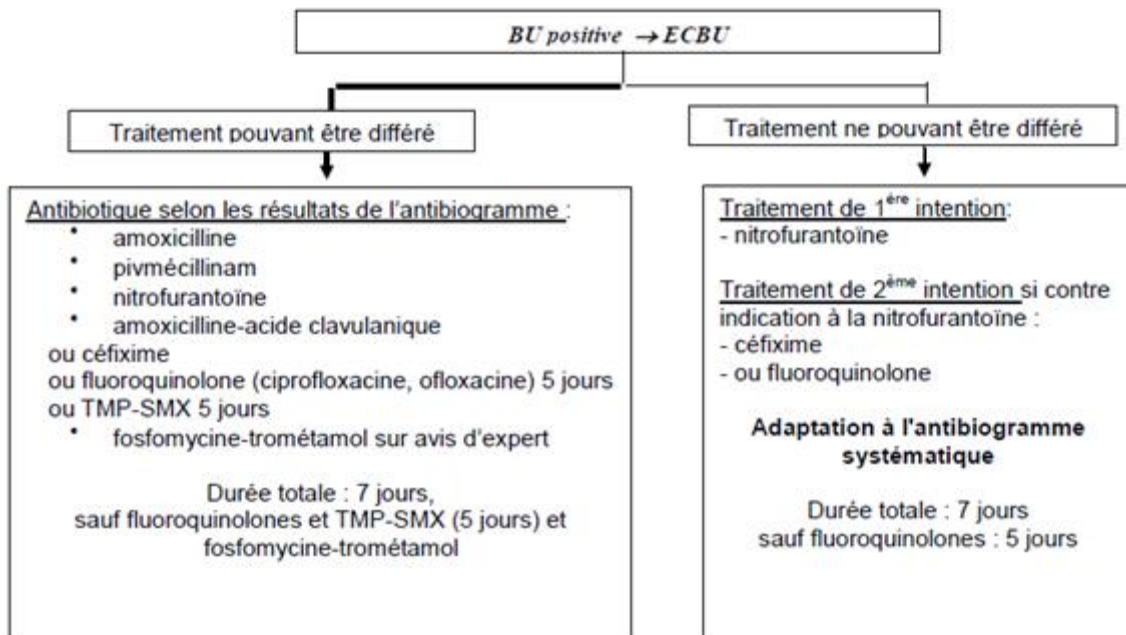 BU positive → ECBU
Traitement pouvant être différé
Traitement ne pouvant être différé
Antibiotique selon les résultats de l'antibiogramme :
• amoxicilline
• pivmécillinam
• nitrofurantoïne
• amoxicilline-acide clavulanique
ou céfixime
ou fluoroquinolone (ciprofloxacine, ofloxacine) 5 jours
ou TMP-SMX 5 jours
• fosfomycine-trométamol sur avis d'expert
Durée totale : 7 jours,
sauf fluoroquinolones et TMP-SMX (5 jours) et
fosfomycine-trométamol
Traitement de 1ère intention:
- nitrofurantoïne
Traitement de 2ème intention si contre
indication à la nitrofurantoïne :
- céfixime
- ou fluoroquinolone
Adaptation à l'antibiogramme
systématique
Durée totale : 7 jours
sauf fluoroquinolones : 5 jours